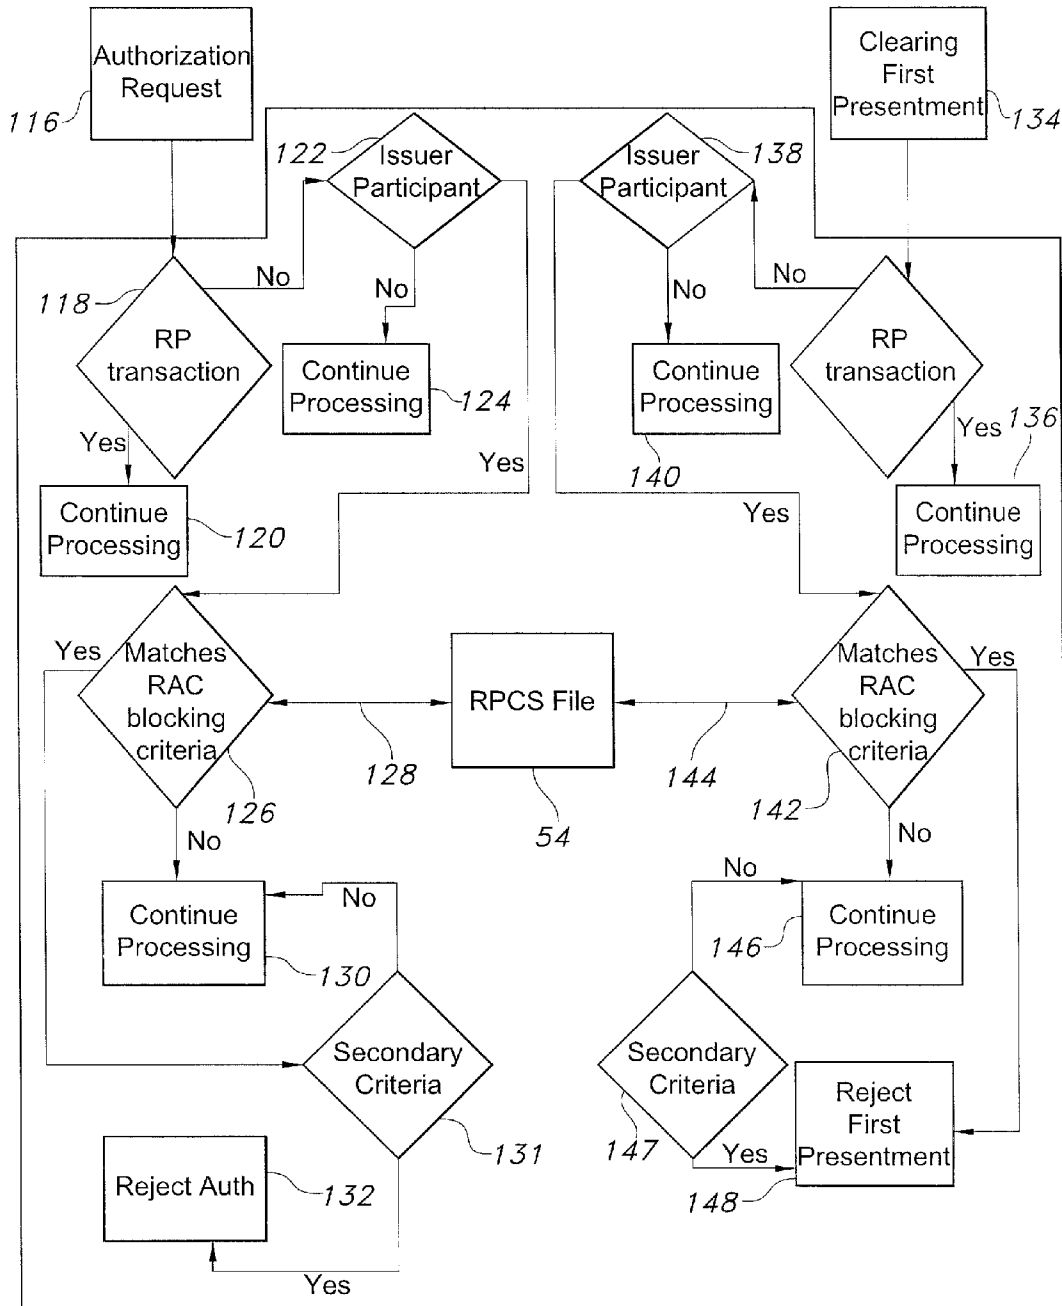 Authorization
Request
116
Clearing
First
Presentment
134
122
Issuer
Participant
Issuer
Participant
138
No
No
No
No
118
RP
transaction
Continue
Processing
124
Continue
Processing
140
RP
transaction
136
Yes
Yes
Yes
Yes
Continue
Processing
120
Continue
Processing
Yes
Matches
RAC
blocking
criteria
126
128
RPCS File
54
144
Matches
RAC
blocking
criteria
142
Yes
No
No
Continue
Processing
130
No
No
Continue
Processing
146
Secondary
Criteria
131
Secondary
Criteria
147
Reject
First
Presentment
148
Yes
Reject Auth
132
Yes